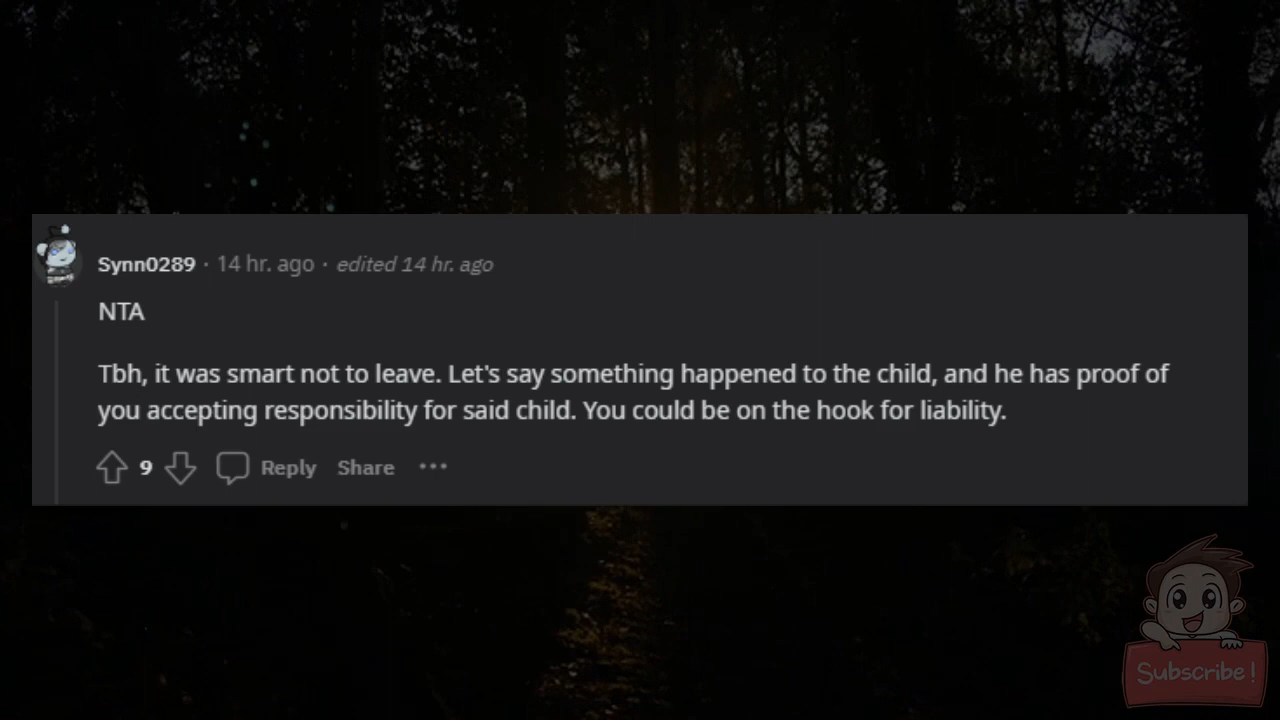 Synn0289 · 14 hr. ago · edited 14 hr. ago
NTA
Tbh, it was smart not to leave. Let's say something happened to the child, and he has proof of
you accepting responsibility for said child. You could be on the hook for liability.
9 Reply Share ···
Subscribe!